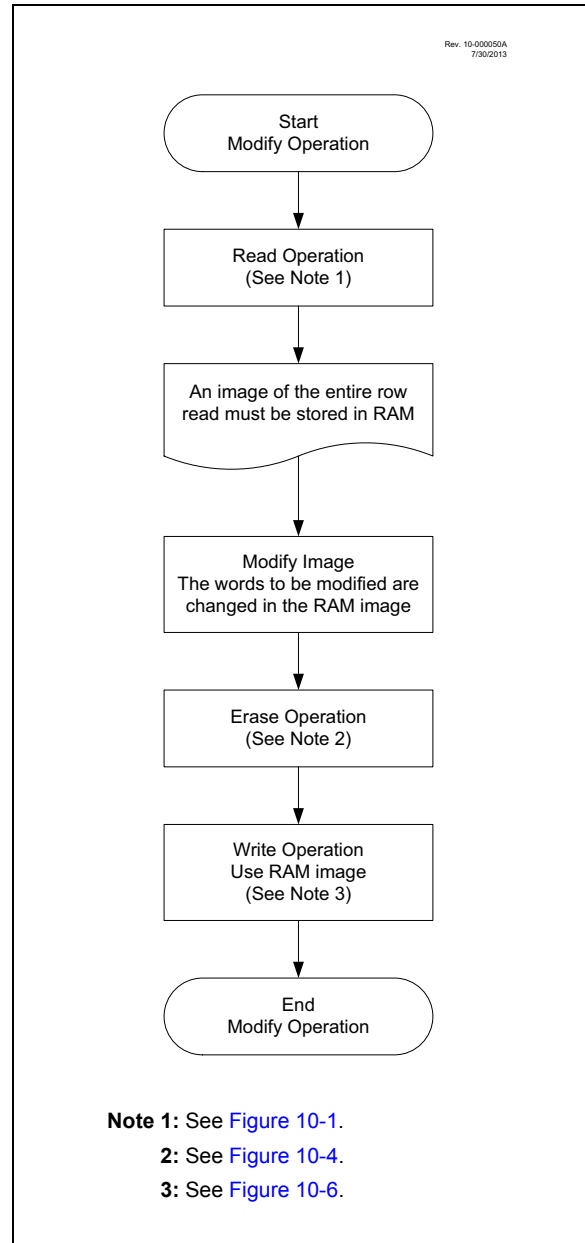 Rev. 10-000050A
7/30/2013
Start
Modify Operation
Read Operation
(See Note 1)
An image of the entire row
read must be stored in RAM
Modify Image
The words to be modified are
changed in the RAM image
Erase Operation
(See Note 2)
Write Operation
Use RAM image
(See Note 3)
End
Modify Operation
Note 1: See Figure 10-1.
2: See Figure 10-4.
3: See Figure 10-6.